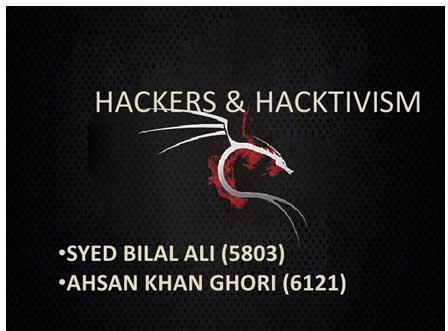 HACKERS & HACKTIVISM
•SYED BILAL ALI (5803)
•AHSAN KHAN GHORI (6121)